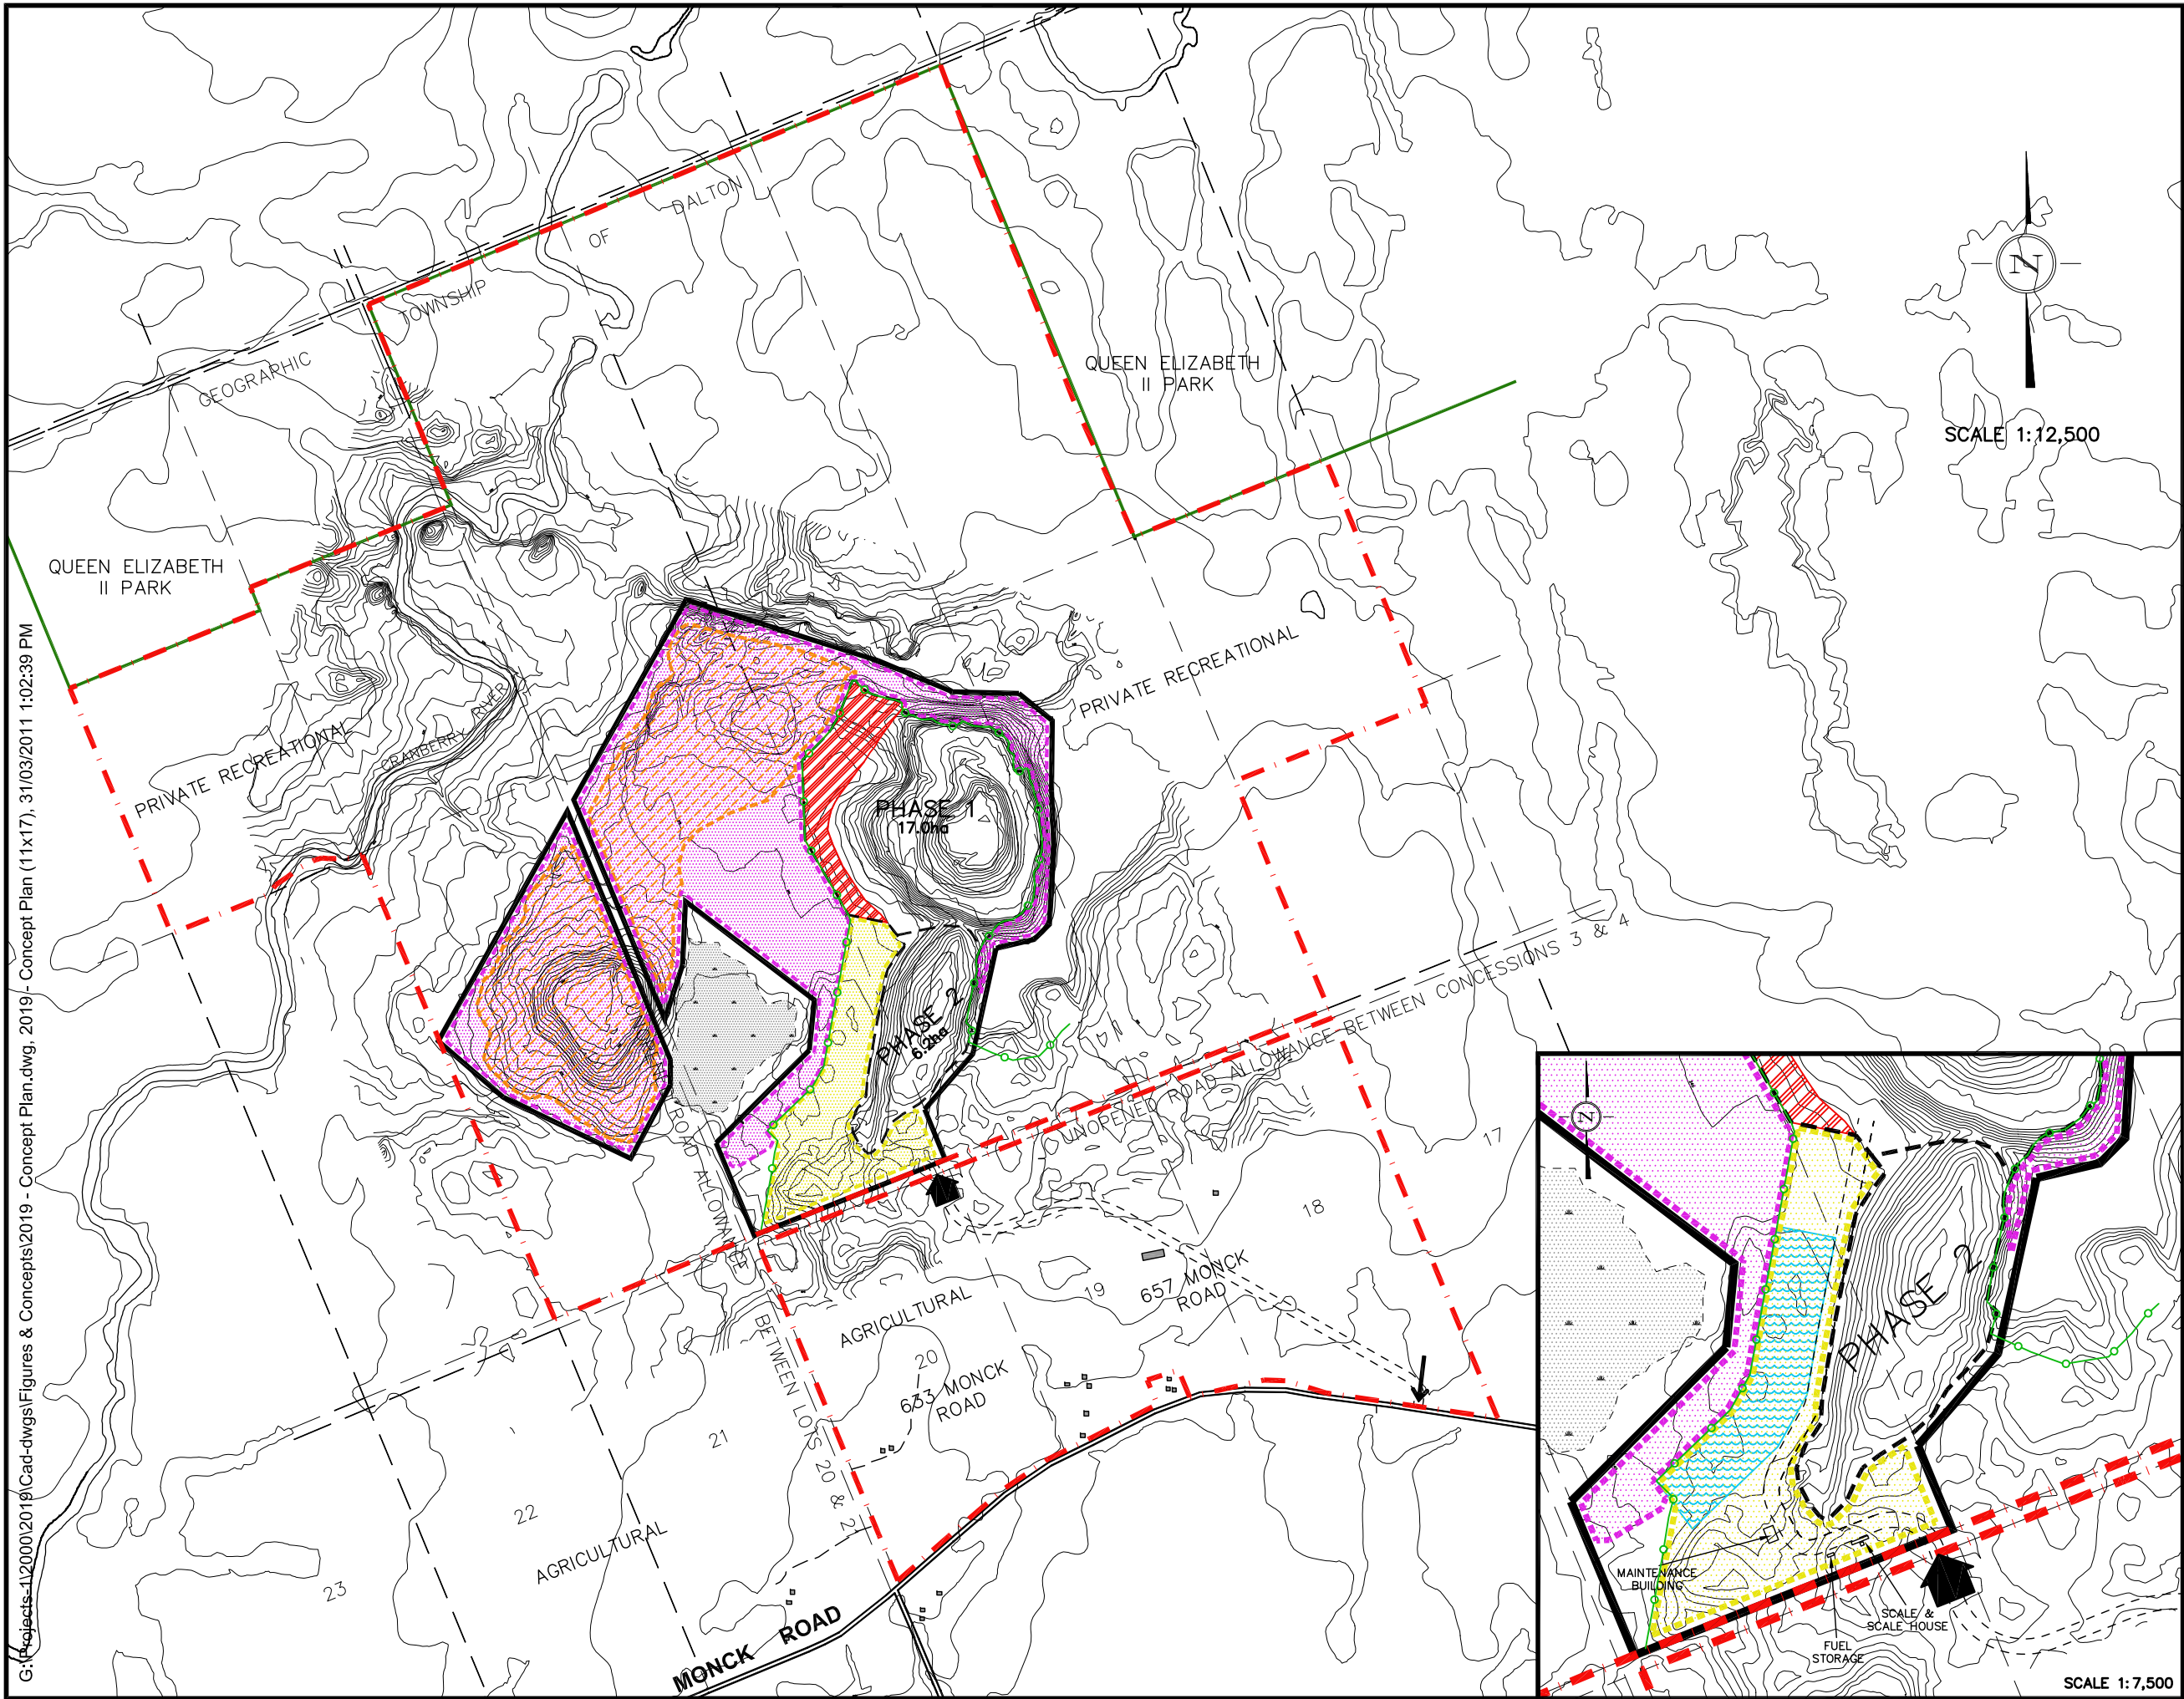 GEOGRAPHIC TOWNSHIP OF DALTON
QUEEN ELIZABETH
II PARK
N
SCALE 1:12,500
QUEEN ELIZABETH
II PARK
PRIVATE RECREATIONAL
CRANBERRY RIVER
PRIVATE RECREATIONAL
PHASE 1
17.0ha
PHASE 2
6.2ha
UNOPENED ROAD ALLOWANCE BETWEEN CONCESSIONS 3 & 4
ROAD ALLOWANCE BETWEEN LOTS 20 & 21
17
18
19
657 MONCK
ROAD
AGRICULTURAL
20
633 MONCK
ROAD
21
22
AGRICULTURAL
23
MONCK ROAD
N
PHASE 2
MAINTENANCE
BUILDING
SCALE &
SCALE HOUSE
FUEL
STORAGE
SCALE 1:7,500
G:\Projects-1\2000\2019\Cad-dwgs\Figures & Concepts\2019 - Concept Plan.dwg, 2019 - Concept Plan (11x17), 31/03/2011 1:02:39 PM